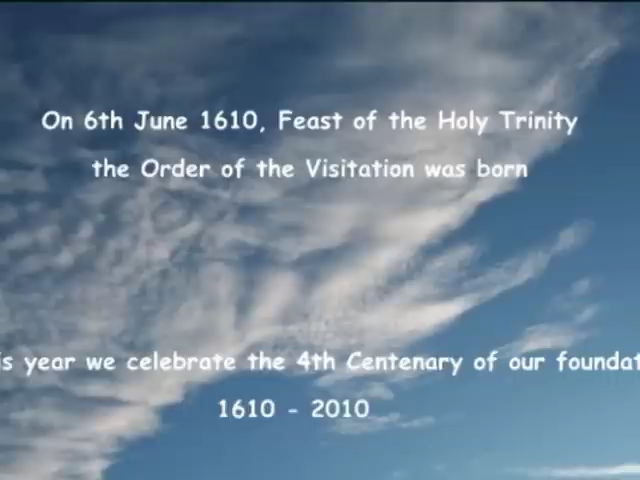 On 6th June 1610, Feast of the Holy Trinity
the Order of the Visitation was born
is year we celebrate the 4th Centenary of our foundat
1610 - 2010